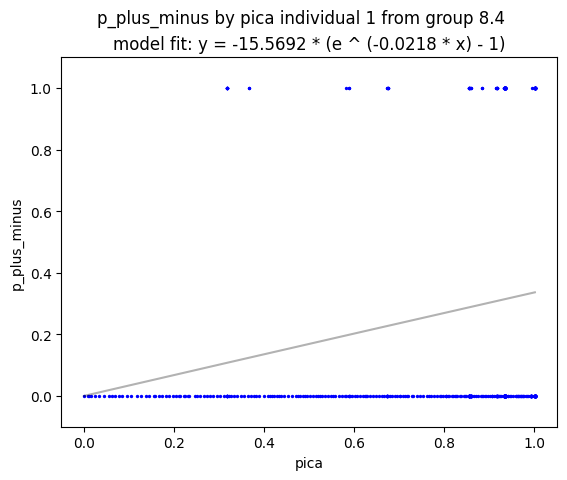 p_plus_minus by pica individual 1 from group 8.4
model fit: y = -15.5692 * (e ^ (-0.0218 * x) - 1)
1.0
0.8
0.6
0.4
0.2
0.0
p_plus_minus
0.0 0.2 0.4 0.6 0.8 1.0
pica